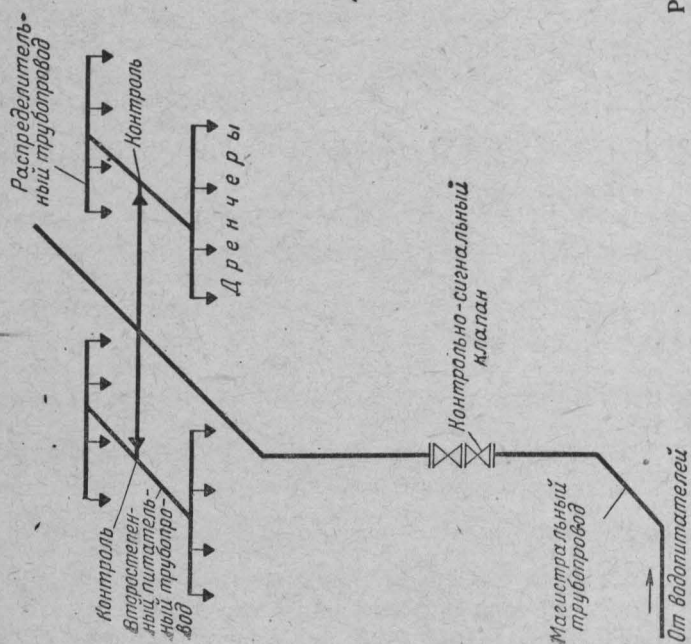 Распределитель-
ный трубопровод
Контроль
Дренчеры
Контроль
Второстепен-
ный питатель-
ный трубопро-
вод
Контрольно-сигнальный
клапан
Магистральный
трубопровод
От водопитателей
Р